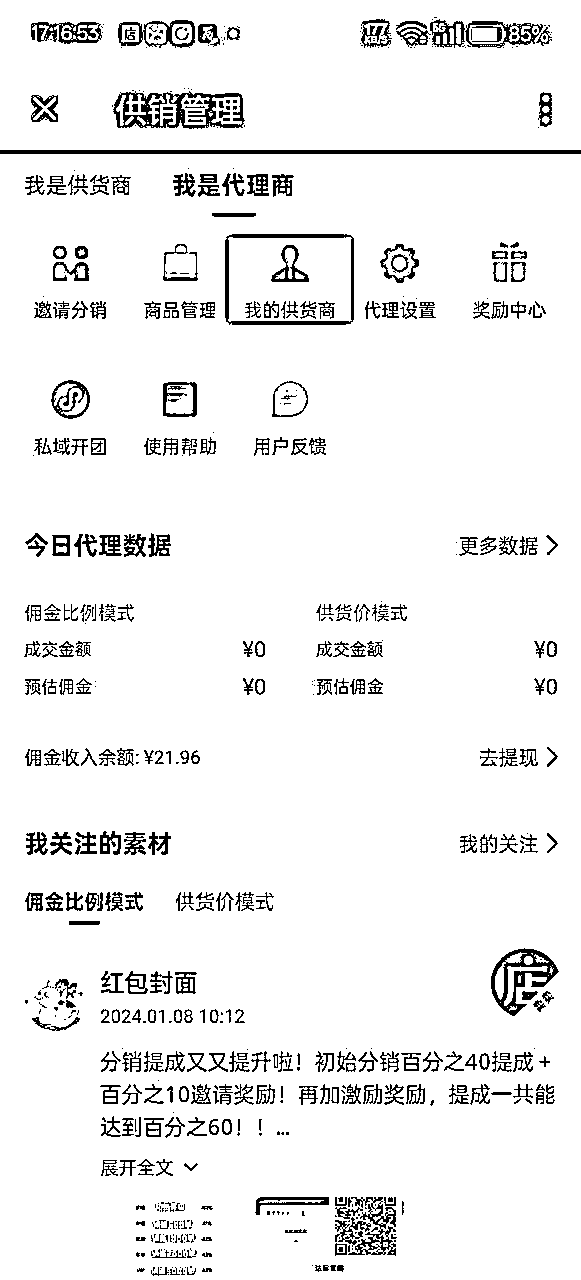 17:16:53 85%
供销管理
我是供货商 我是代理商
邀请分销 商品管理 我的供货商 代理设置 奖励中心
私域开团 使用帮助 用户反馈
今日代理数据 更多数据
佣金比例模式 供货价模式
成交金额 ¥0 成交金额 ¥0
预估佣金 ¥0 预估佣金 ¥0
佣金收入余额: ¥21.96 去提现
我关注的素材 我的关注
佣金比例模式 供货价模式
红包封面
2024.01.08 10:12
店
分销提成又又提升啦！初始分销百分之40提成＋
百分之10邀请奖励！再加激励奖励，提成一共能
达到百分之60！！...
展开全文